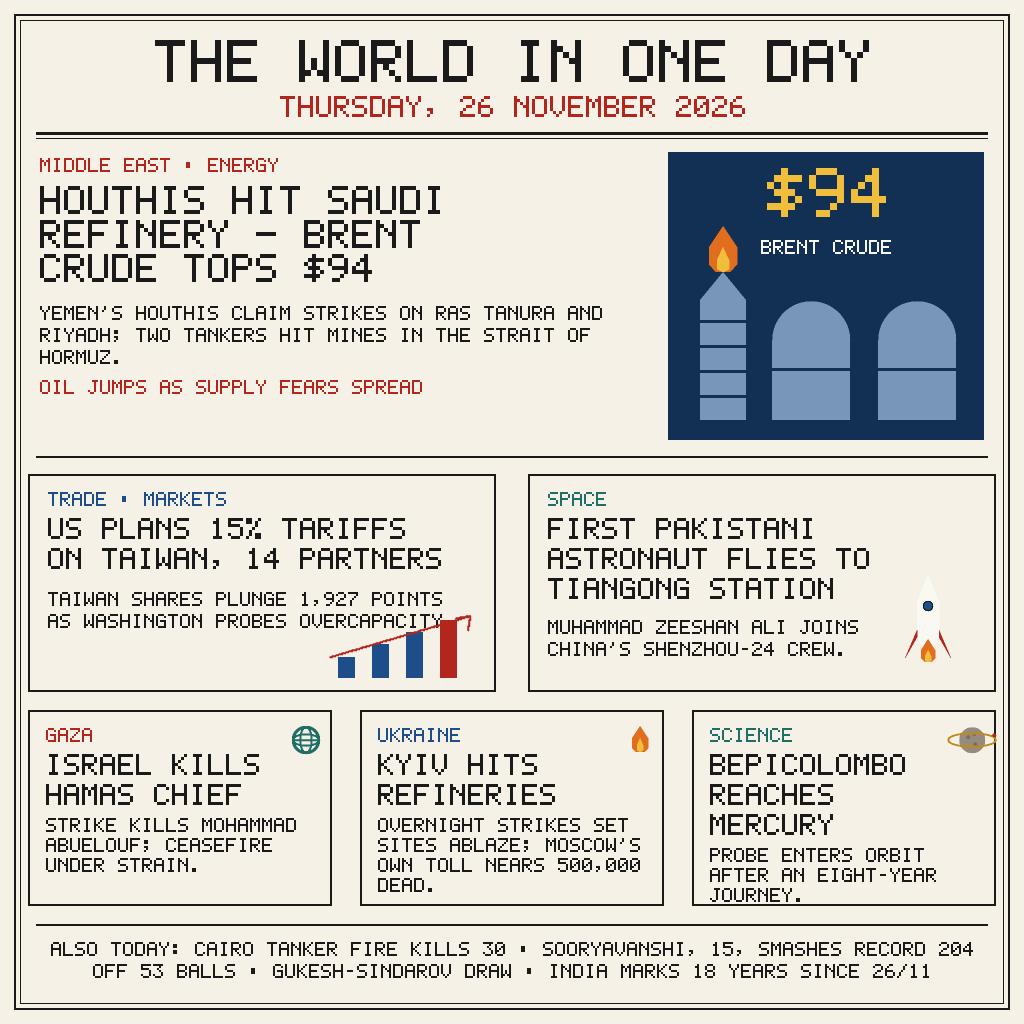 THE WORLD IN ONE DAY
THURSDAY, 26 NOVEMBER 2026
MIDDLE EAST · ENERGY
HOUTHIS HIT SAUDI
REFINERY — BRENT
CRUDE TOPS $94
YEMEN'S HOUTHIS CLAIM STRIKES ON RAS TANURA AND
RIYADH; TWO TANKERS HIT MINES IN THE STRAIT OF
HORMUZ.
OIL JUMPS AS SUPPLY FEARS SPREAD
$94
BRENT CRUDE
TRADE · MARKETS
US PLANS 15% TARIFFS
ON TAIWAN, 14 PARTNERS
TAIWAN SHARES PLUNGE 1,927 POINTS
AS WASHINGTON PROBES OVERCAPACITY.
SPACE
FIRST PAKISTANI
ASTRONAUT FLIES TO
TIANGONG STATION
MUHAMMAD ZEESHAN ALI JOINS
CHINA'S SHENZHOU-24 CREW.
GAZA
ISRAEL KILLS
HAMAS CHIEF
STRIKE KILLS MOHAMMAD
ABUELOUF; CEASEFIRE
UNDER STRAIN.
UKRAINE
KYIV HITS
REFINERIES
OVERNIGHT STRIKES SET
SITES ABLAZE; MOSCOW'S
OWN TOLL NEARS 500,000
DEAD.
SCIENCE
BEPICOLOMBO
REACHES
MERCURY
PROBE ENTERS ORBIT
AFTER AN EIGHT-YEAR
JOURNEY.
ALSO TODAY: CAIRO TANKER FIRE KILLS 30 · SOORYAVANSHI, 15, SMASHES RECORD 204
OFF 53 BALLS · GUKESH-SINDAROV DRAW · INDIA MARKS 18 YEARS SINCE 26/11